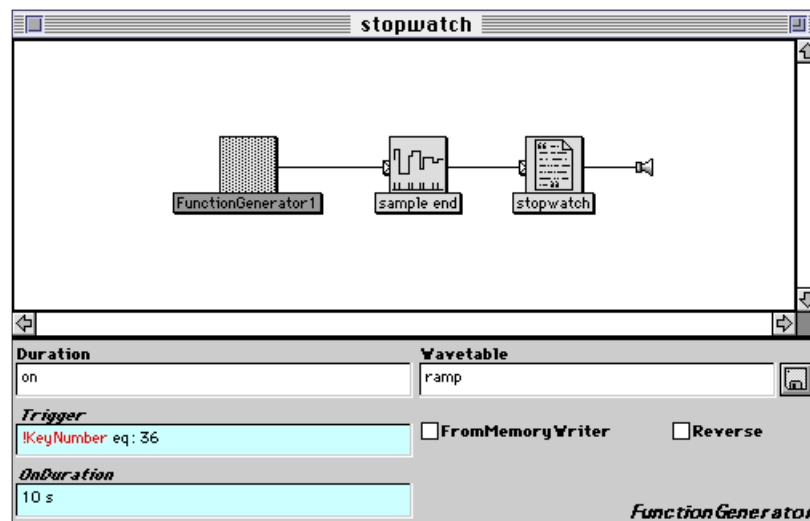 stopwatch
FunctionGenerator1
sample end
stopwatch
Duration
Wavetable
on
ramp
Trigger
!KeyNumber eq: 36
FromMemoryWriter
Reverse
OnDuration
10 s
FunctionGenerator